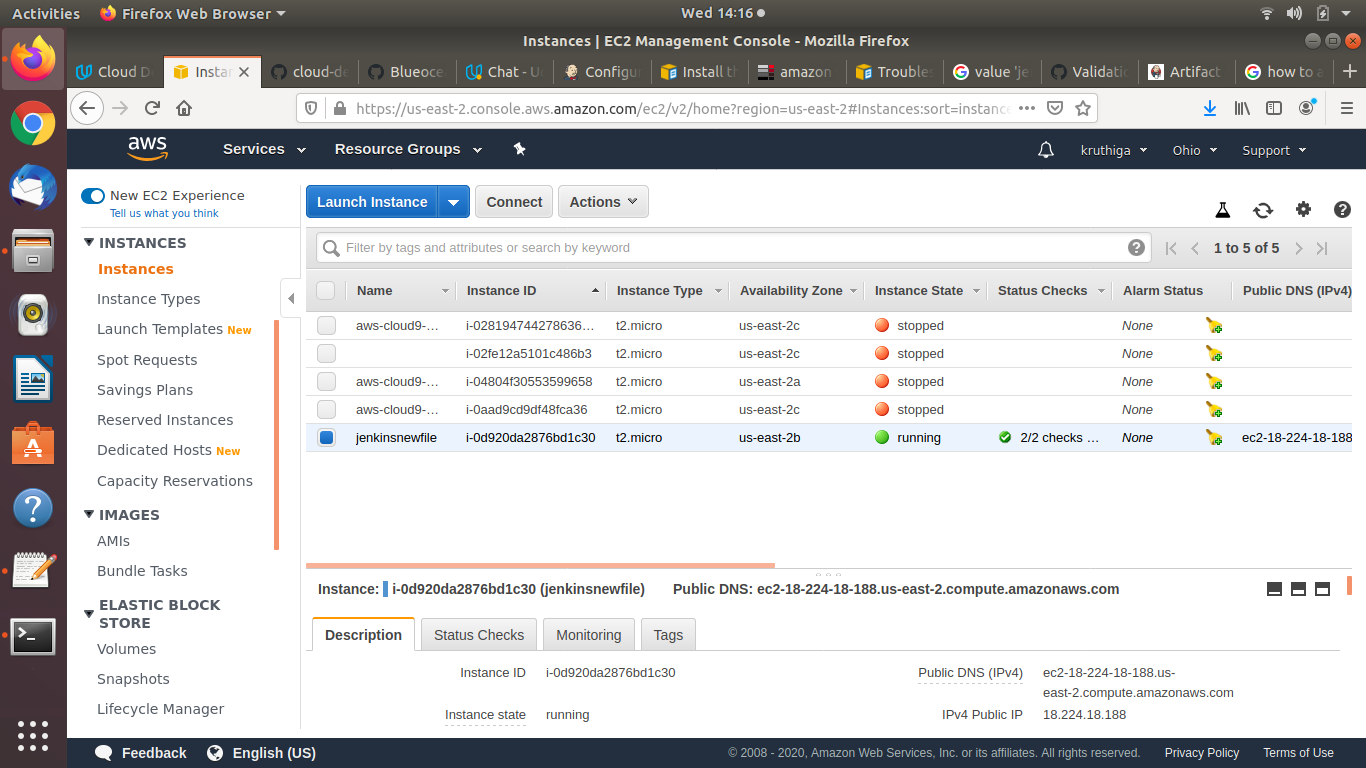 Activities Firefox Web Browser Wed 14:16
Instances | EC2 Management Console - Mozilla Firefox
Cloud D Instan cloud-de Blueoce Chat - U Configu Install th amazon Troubles value 'je Validatio Artifact how to a
https://us-east-2.console.aws.amazon.com/ec2/v2/home?region=us-east-2#Instances:sort=instanc
aws Services Resource Groups kruthiga Ohio Support
New EC2 Experience
Tell us what you think
INSTANCES
Instances
Instance Types
Launch Templates New
Spot Requests
Savings Plans
Reserved Instances
Dedicated Hosts New
Capacity Reservations
IMAGES
AMIs
Bundle Tasks
ELASTIC BLOCK
STORE
Volumes
Snapshots
Lifecycle Manager
Launch Instance Connect Actions
Filter by tags and attributes or search by keyword 1 to 5 of 5
Name Instance ID Instance Type Availability Zone Instance State Status Checks Alarm Status Public DNS (IPv4)
aws-cloud9-... i-028194744278636... t2.micro us-east-2c stopped None
i-02fe12a5101c486b3 t2.micro us-east-2c stopped None
aws-cloud9-... i-04804f30553599658 t2.micro us-east-2a stopped None
aws-cloud9-... i-0aad9cd9df48fca36 t2.micro us-east-2c stopped None
jenkinsnewfile i-0d920da2876bd1c30 t2.micro us-east-2b running 2/2 checks ... None ec2-18-224-18-188
Instance: i-0d920da2876bd1c30 (jenkinsnewfile) Public DNS: ec2-18-224-18-188.us-east-2.compute.amazonaws.com
Description Status Checks Monitoring Tags
Instance ID i-0d920da2876bd1c30 Public DNS (IPv4) ec2-18-224-18-188.us-
east-2.compute.amazonaws.com
Instance state running IPv4 Public IP 18.224.18.188
Feedback English (US) © 2008 - 2020, Amazon Web Services, Inc. or its affiliates. All rights reserved. Privacy Policy Terms of Use